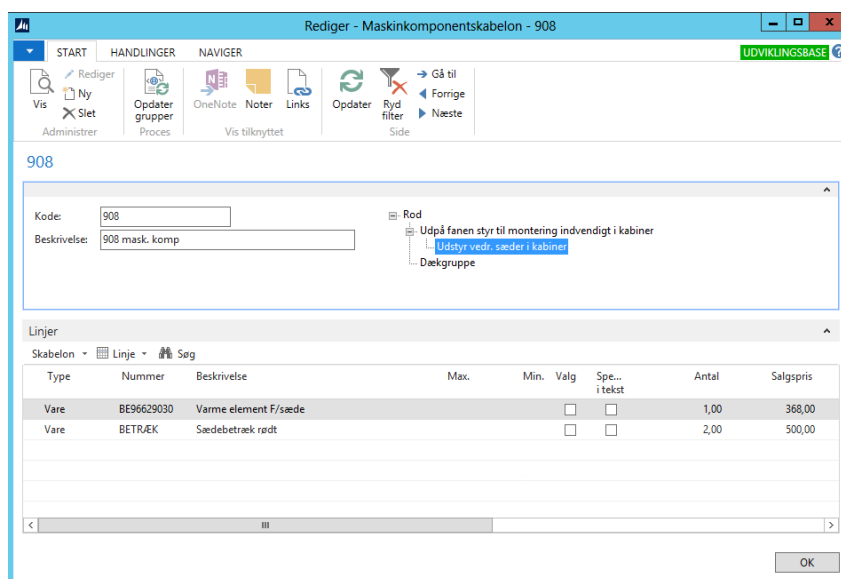 Rediger - Maskinkomponentskabelon - 908
START HANDLINGER NAVIGER
UDVIKLINGSBASE
Vis
Rediger
Ny
Slet
Administrer
Opdater grupper
Proces
OneNote Noter Links
Vis tilknyttet
Opdater
Ryd filter
Gå til
Forrige
Næste
Side
908
Kode: 908
Beskrivelse: 908 mask. komp
Rod
Udpå fanen styr til montering indvendigt i kabiner
Udstyr vedr. sæder i kabiner
Dækgruppe
Linjer
Skabelon Linje Søg
Type Nummer Beskrivelse Max. Min. Valg Spe... i tekst Antal Salgspris
Vare BE96629030 Varme element F/sæde 1,00 368,00
Vare BETRÆK Sædebetræk rødt 2,00 500,00
OK